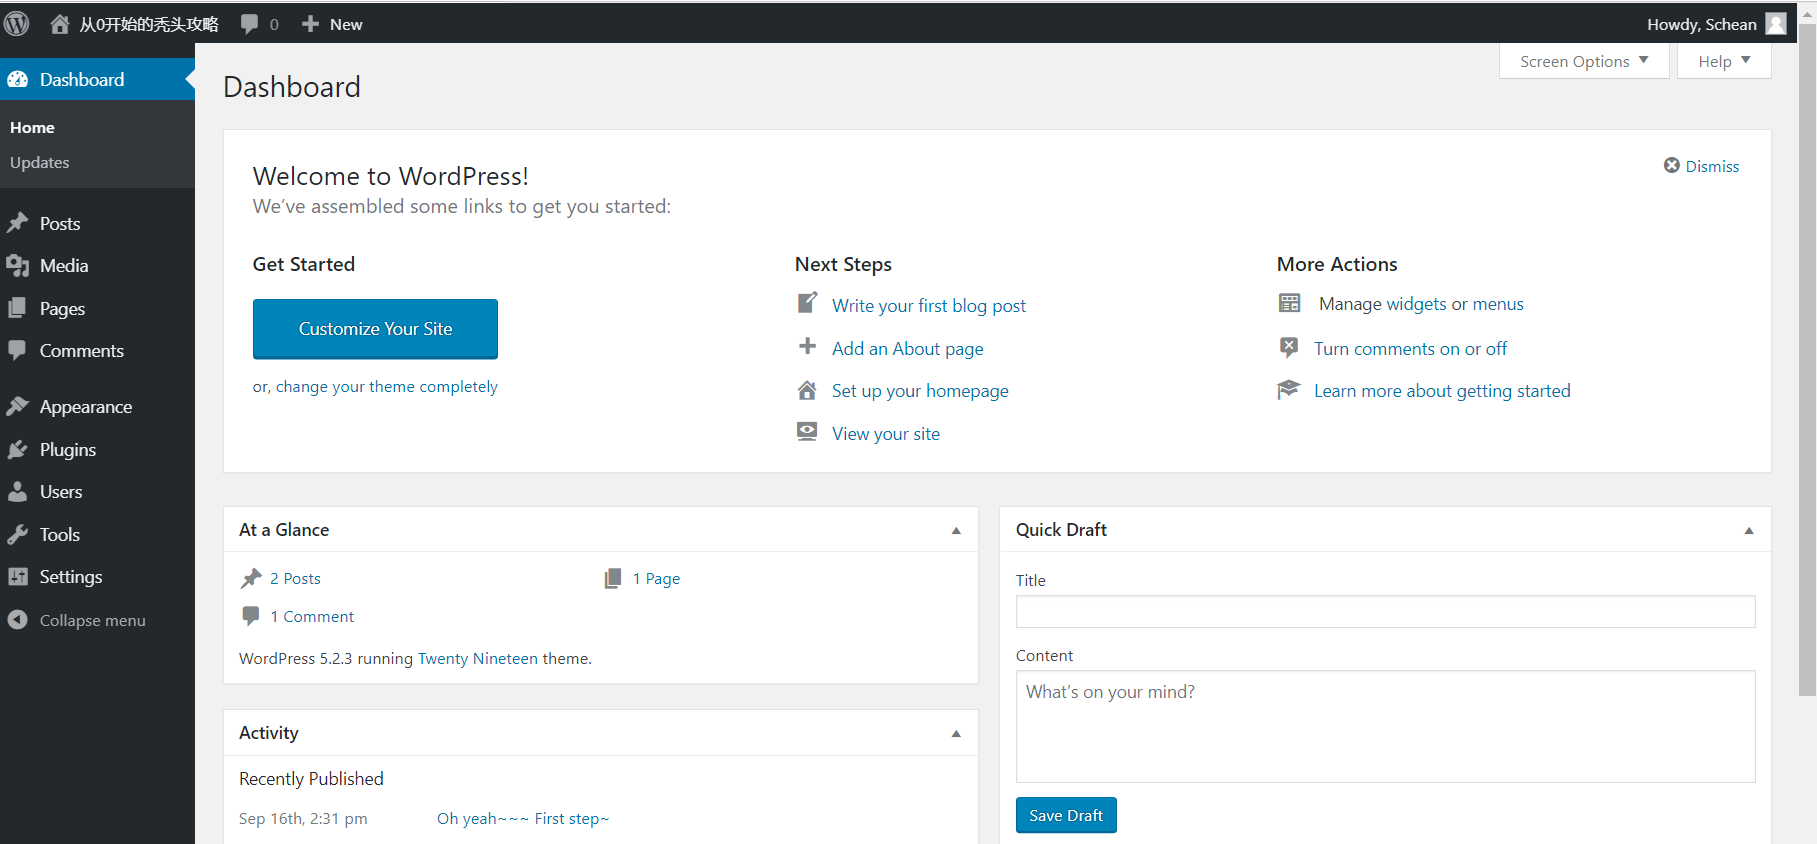 从0开始的秃头攻略
0
New
Howdy, Schean
Dashboard
Home
Updates
Posts
Media
Pages
Comments
Appearance
Plugins
Users
Tools
Settings
Collapse menu
Screen Options
Help
Dashboard
Welcome to WordPress!
We’ve assembled some links to get you started:
Dismiss
Get Started
Customize Your Site
or, change your theme completely
Next Steps
Write your first blog post
Add an About page
Set up your homepage
View your site
More Actions
Manage widgets or menus
Turn comments on or off
Learn more about getting started
At a Glance
2 Posts
1 Page
1 Comment
WordPress 5.2.3 running Twenty Nineteen theme.
Activity
Recently Published
Sep 16th, 2:31 pm
Oh yeah~~~ First step~
Quick Draft
Title
Content
What’s on your mind?
Save Draft